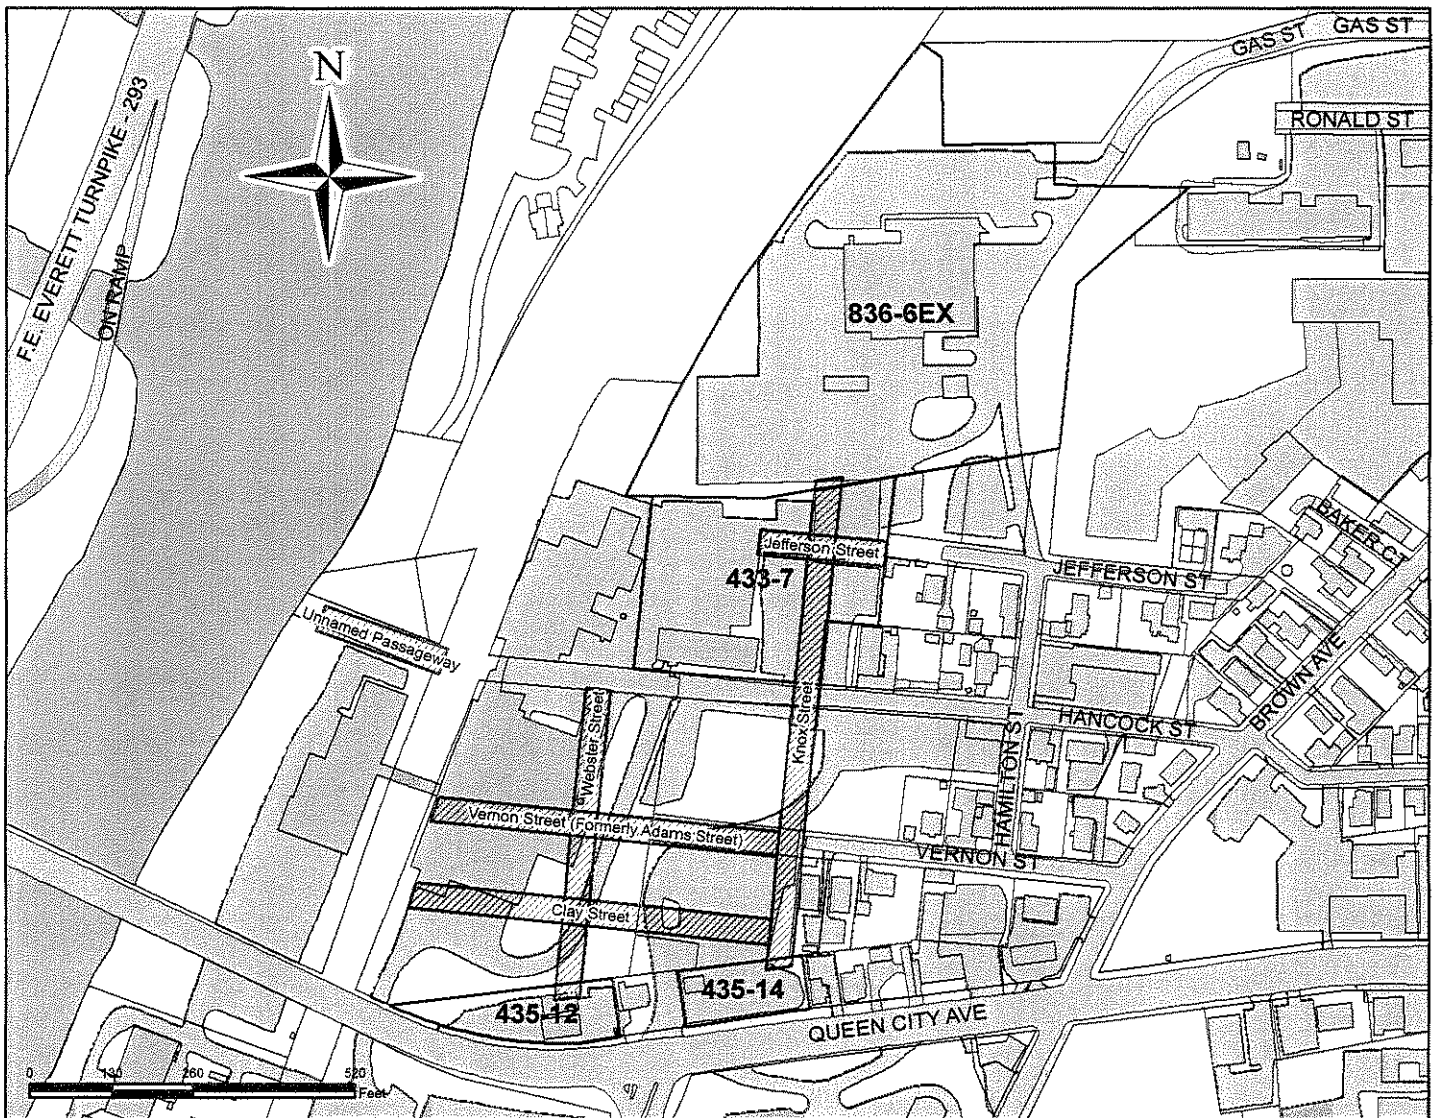 GAS ST
GAS ST
RONALD ST
N
F.E. EVERETT TURNPIKE - 293
ON RAMP
836-6EX
BAKER CT
Jefferson Street
JEFFERSON ST
433-7
Unnamed Passageway
BROWN AVE
Webster Street
Knox Street
HANCOCK ST
HAMILTON ST
Vernon Street (Formerly Adams Street)
VERNON ST
Clay Street
435-14
435-12
QUEEN CITY AVE
0 130 260 520
Feet